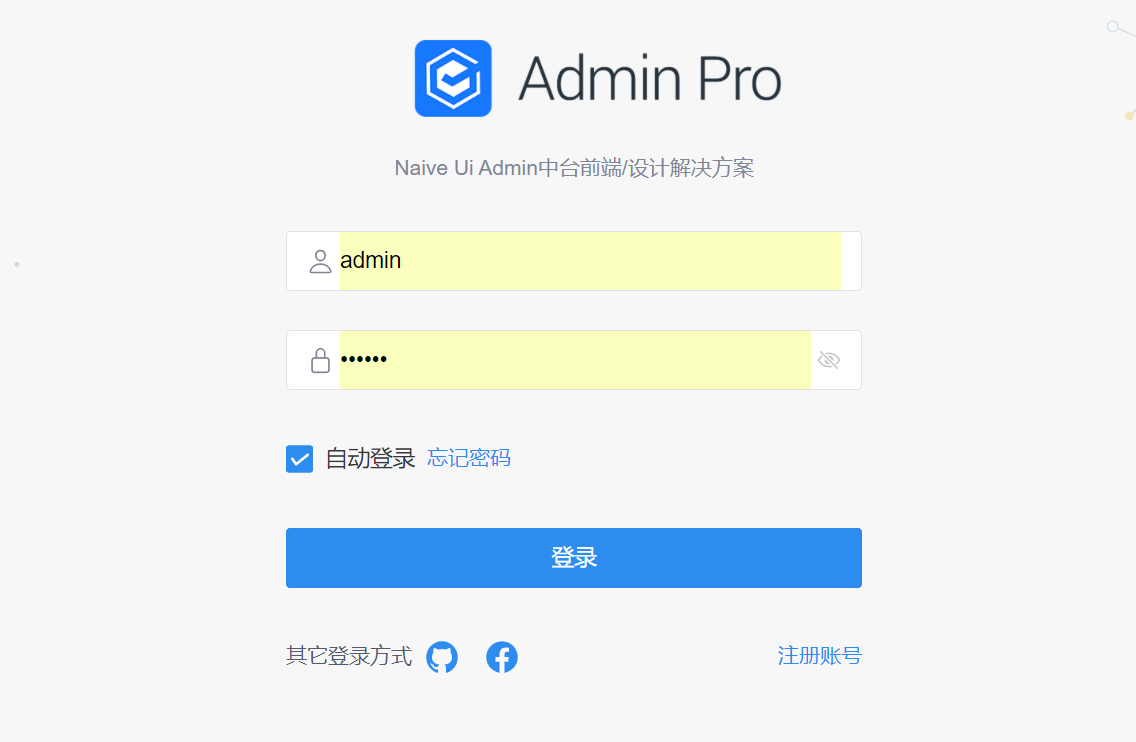 Admin Pro
Naive Ui Admin中台前端/设计解决方案
admin
••••••
自动登录 忘记密码
登录
其它登录方式 注册账号